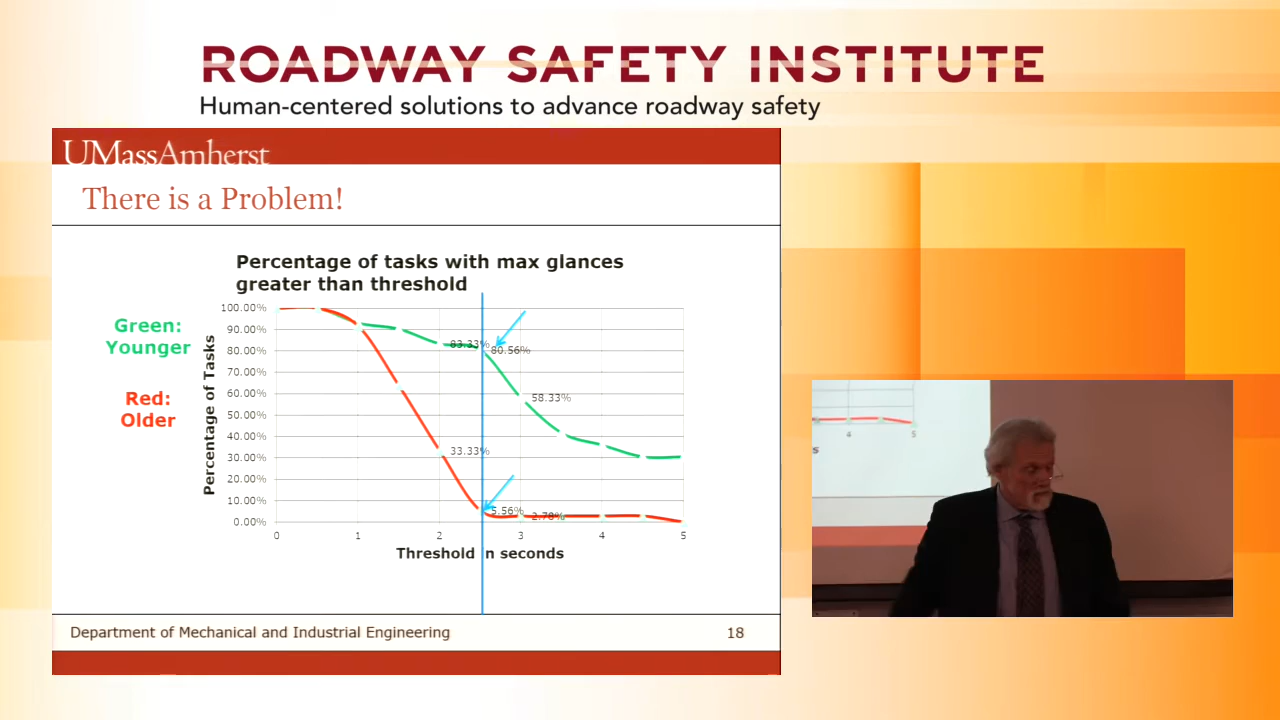 ROADWAY SAFETY INSTITUTE
Human-centered solutions to advance roadway safety
UMassAmherst
There is a Problem!
Percentage of tasks with max glances
greater than threshold
Green:
Younger
Red:
Older
Percentage of Tasks
100.00%
90.00%
80.00%
70.00%
60.00%
50.00%
40.00%
30.00%
20.00%
10.00%
0.00%
83.33%
80.56%
58.33%
33.33%
5.56%
2.78%
0 1 2 3 4 5
Threshold n seconds
Department of Mechanical and Industrial Engineering 18
4 5
s